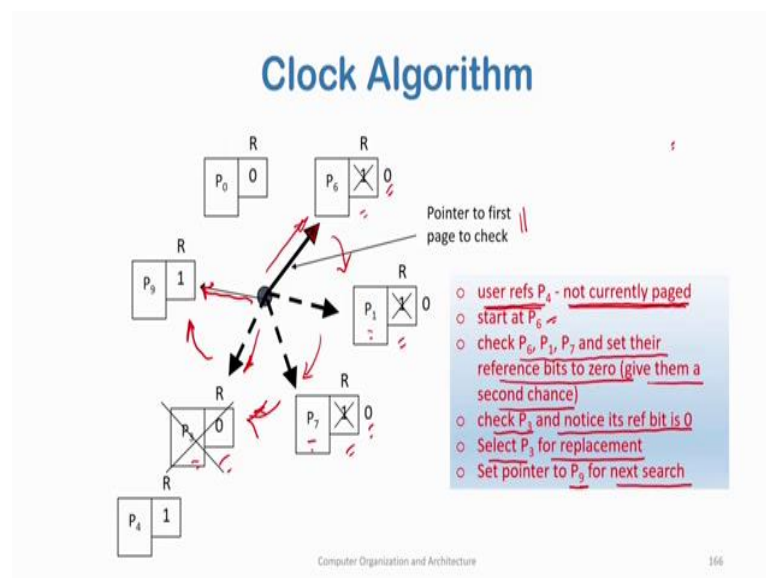 Clock Algorithm
R
P0 0
R
P6 1 0
Pointer to first
page to check
R
P9 1
R
P1 1 0
R
P3 0
R
P7 1 0
R
P4 1
○ user refs P4 - not currently paged
○ start at P6
○ check P6, P1, P7 and set their
reference bits to zero (give them a
second chance)
○ check P3 and notice its ref bit is 0
○ Select P3 for replacement
○ Set pointer to P9 for next search
Computer Organization and Architecture
166